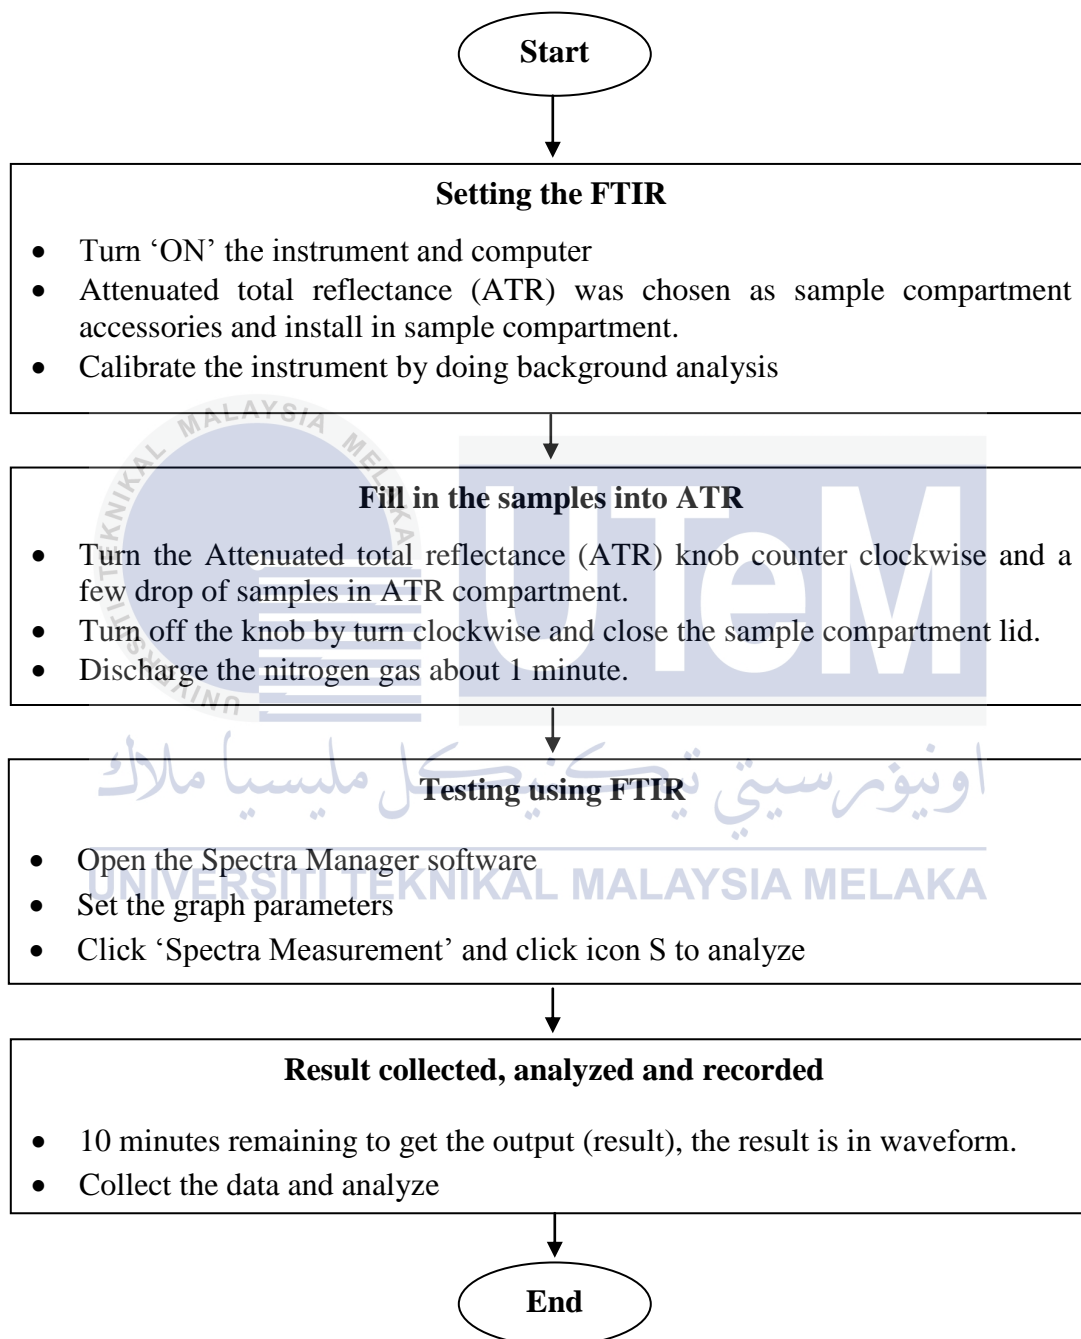 Start
Setting the FTIR
• Turn ‘ON’ the instrument and computer
• Attenuated total reflectance (ATR) was chosen as sample compartment
accessories and install in sample compartment.
• Calibrate the instrument by doing background analysis
UNIVERSITI TEKNIKAL MALAYSIA MELAKA
UTeM
Fill in the samples into ATR
• Turn the Attenuated total reflectance (ATR) knob counter clockwise and a
few drop of samples in ATR compartment.
• Turn off the knob by turn clockwise and close the sample compartment lid.
• Discharge the nitrogen gas about 1 minute.
اونيۏرسيتي تيكنيكل مليسيا ملاك
Testing using FTIR
• Open the Spectra Manager software
UNIVERSITI TEKNIKAL MALAYSIA MELAKA
• Set the graph parameters
• Click ‘Spectra Measurement’ and click icon S to analyze
Result collected, analyzed and recorded
• 10 minutes remaining to get the output (result), the result is in waveform.
• Collect the data and analyze
End